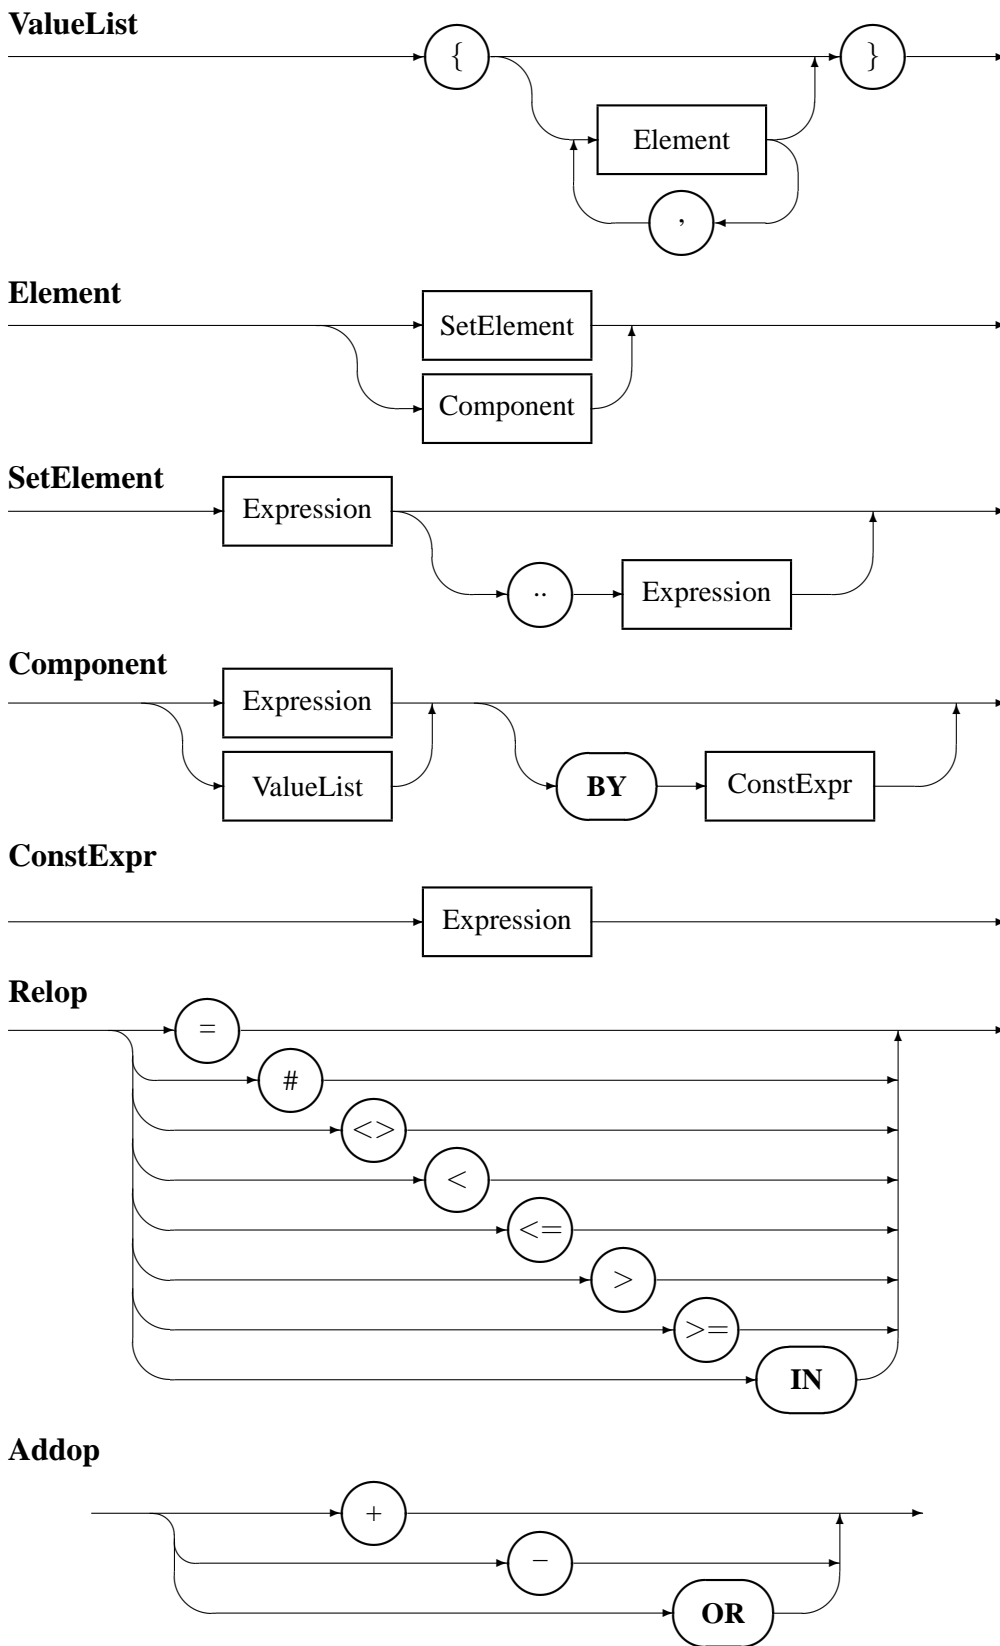 ValueList
{ }
Element
,
Element
SetElement
Component
SetElement
Expression
.. Expression
Component
Expression
ValueList BY ConstExpr
ConstExpr
Expression
Relop
=
#
<>
<
<=
>
>=
IN
Addop
+
−
OR